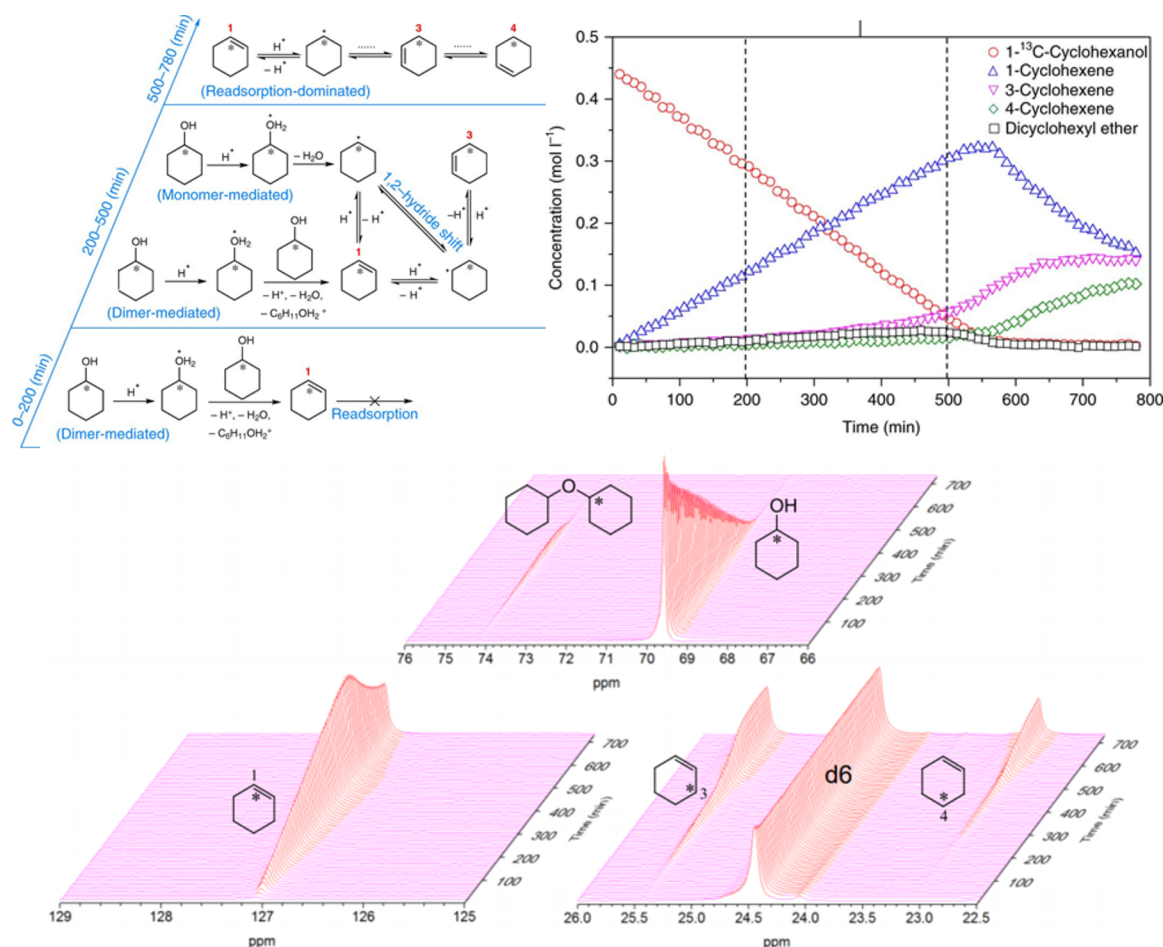 500–780 (min)
200–500 (min)
0–200 (min)
1
3
4
*
*
*
*
H+
– H+
......
......
(Readsorption-dominated)
OH
OH2
3
*
*
*
*
H+
– H2O
(Monomer-mediated)
1,2–hydride shift
H+
– H+
–H+
H+
OH
OH2
OH
1
*
*
*
*
*
H+
– H+, – H2O,
– C6H11OH2+
H+
– H+
(Dimer-mediated)
OH
OH2
OH
1
*
*
*
*
H+
– H+, – H2O,
– C6H11OH2+
Readsorption
(Dimer-mediated)
1-13C-Cyclohexanol
1-Cyclohexene
3-Cyclohexene
4-Cyclohexene
Dicyclohexyl ether
Concentration (mol l−1)
0.5
0.4
0.3
0.2
0.1
0.0
0 100 200 300 400 500 600 700 800
Time (min)
O
*
OH
*
76 75 74 73 72 71 70 69 68 67 66
ppm
100 200 300 400 500 600 700
Time (min)
1
*
129 128 127 126 125
ppm
100 200 300 400 500 600 700
Time (min)
*
3
d6
*
4
26.0 25.5 25.0 24.5 24.0 23.5 23.0 22.5
ppm
100 200 300 400 500 600 700
Time (min)